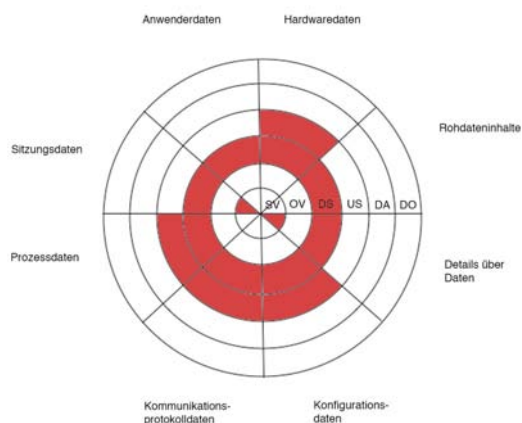 Anwenderdaten
Hardwaredaten
Rohdateninhalte
Sitzungsdaten
SV
OV
DS
US
DA
DO
Prozessdaten
Details über
Daten
Kommunikations-
protokolldaten
Konfigurations-
daten